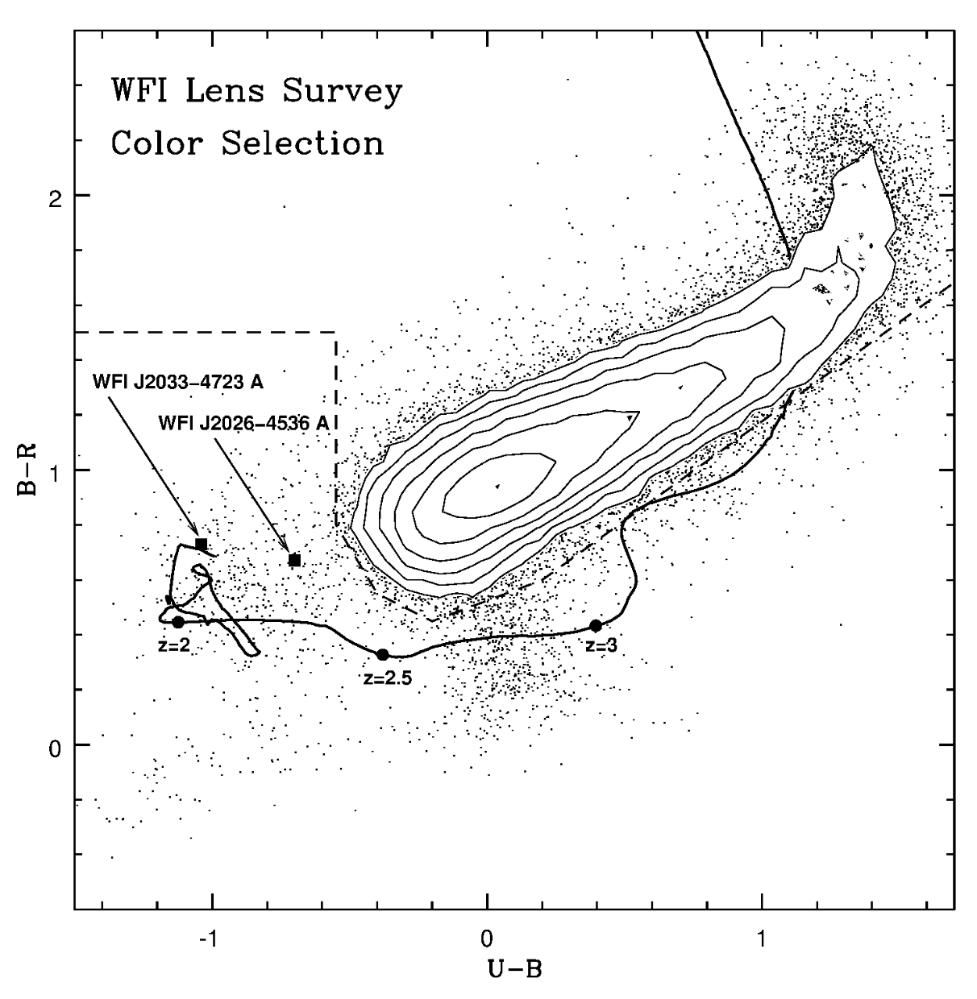 WFI Lens Survey
Color Selection
2
WFI J2033−4723 A
WFI J2026−4536 A
B−R
1
z=2
z=3
z=2.5
0
-1
0
1
U−B